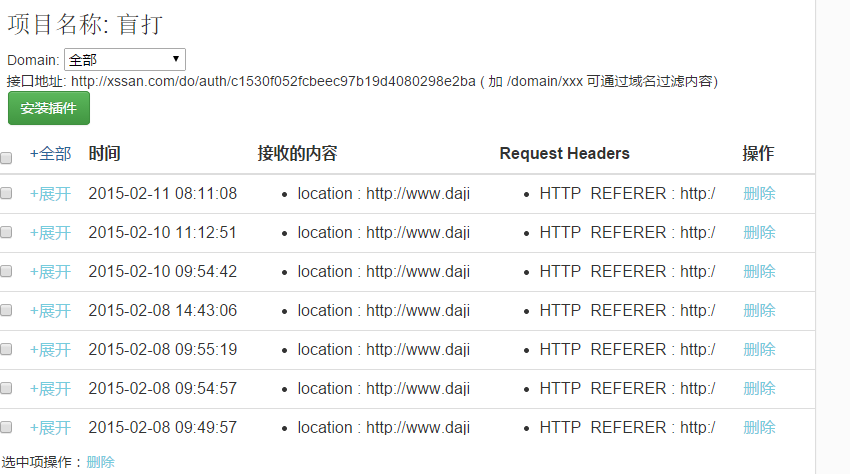 项目名称: 盲打
Domain: 全部
接口地址: http://xssan.com/do/auth/c1530f052fcbeec97b19d4080298e2ba ( 加 /domain/xxx 可通过域名过滤内容)
安装插件
+全部 时间 接收的内容 Request Headers 操作
+展开 2015-02-11 08:11:08 • location : http://www.daji • HTTP_REFERER : http:/ 删除
+展开 2015-02-10 11:12:51 • location : http://www.daji • HTTP_REFERER : http:/ 删除
+展开 2015-02-10 09:54:42 • location : http://www.daji • HTTP_REFERER : http:/ 删除
+展开 2015-02-08 14:43:06 • location : http://www.daji • HTTP_REFERER : http:/ 删除
+展开 2015-02-08 09:55:19 • location : http://www.daji • HTTP_REFERER : http:/ 删除
+展开 2015-02-08 09:54:57 • location : http://www.daji • HTTP_REFERER : http:/ 删除
+展开 2015-02-08 09:49:57 • location : http://www.daji • HTTP_REFERER : http:/ 删除
选中项操作：删除